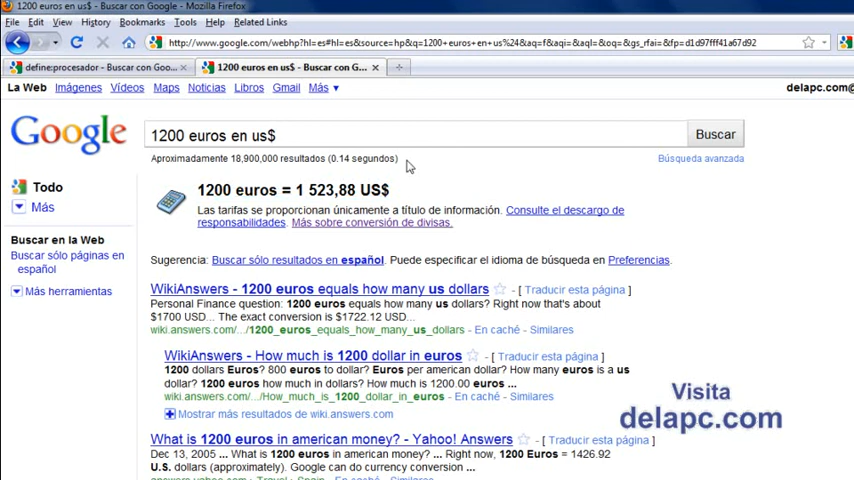 1200 euros en us$ - Buscar con Google - Mozilla Firefox
File Edit View History Bookmarks Tools Help Related Links
http://www.google.com/webhp?hl=es#hl=es&source=hp&q=1200+euros+en+us%24&aq=f&aqi=&aql=&oq=&gs_rfai=&fp=d1d97fff41a67d92
define:procesador - Buscar con Goo... 1200 euros en us$ - Buscar con G...
La Web Imágenes Vídeos Maps Noticias Libros Gmail Más ▼ delapc.com@
Google 1200 euros en us$ Buscar
Aproximadamente 18,900,000 resultados (0.14 segundos) Búsqueda avanzada
Todo
Más
Buscar en la Web
Buscar sólo páginas en
español
Más herramientas
1200 euros = 1 523,88 US$
Las tarifas se proporcionan únicamente a título de información. Consulte el descargo de
responsabilidades. Más sobre conversión de divisas.
Sugerencia: Buscar sólo resultados en español. Puede especificar el idioma de búsqueda en Preferencias.
WikiAnswers - 1200 euros equals how many us dollars - [ Traducir esta página ]
Personal Finance question: 1200 euros equals how many us dollars? Right now that's about
$1700 USD... The exact conversion is $1722.12 USD...
wiki.answers.com/.../1200_euros_equals_how_many_us_dollars - En caché - Similares
WikiAnswers - How much is 1200 dollar in euros - [ Traducir esta página ]
1200 dollars Euros? 800 euros to dollar? Euros per american dollar? How many euros is a us
dollar? 1200 euros how much in dollars? How much is 1200.00 euros ...
wiki.answers.com/.../How_much_is_1200_dollar_in_euros - En caché - Similares
Mostrar más resultados de wiki.answers.com
What is 1200 euros in american money? - Yahoo! Answers - [ Traducir esta página ]
Dec 13, 2005 ... What is 1200 euros in american money? ... Right now, 1200 Euros = 1426.92
U.S. dollars (approximately). Google can do currency conversion ...
answers.yahoo.com › Travel › Spain - En caché - Similares
Visita
delapc.com